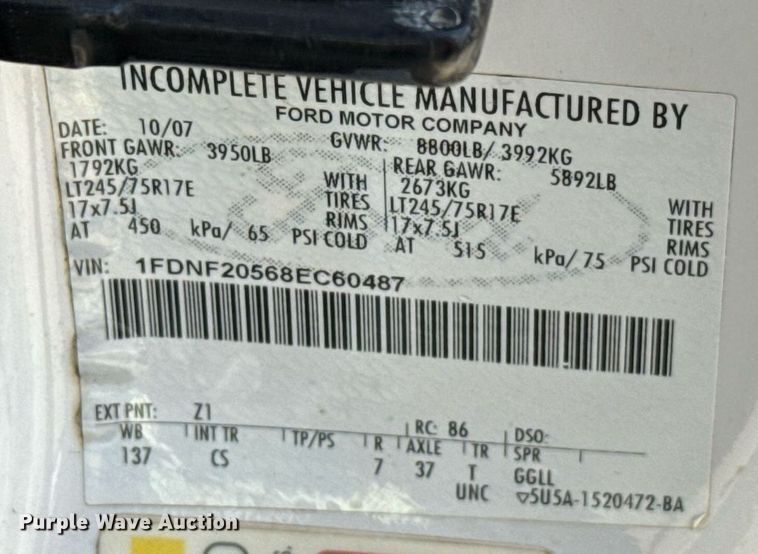 INCOMPLETE VEHICLE MANUFACTURED BY
FORD MOTOR COMPANY
DATE: 10/07 GVWR: 8800LB/ 3992KG
FRONT GAWR: 3950LB REAR GAWR: 5892LB
1792KG WITH 2673KG WITH
LT245/75R17E TIRES LT245/75R17E TIRES
17x7.5J RIMS 17x7.5J RIMS
AT 450 kPa/ 65 PSI COLD AT 515 kPa/ 75 PSI COLD
VIN: 1FDNF20568EC60487
EXT PNT: Z1 RC: 86 DSO:
WB INT TR TP/PS R AXLE TR SPR
137 CS 7 37 T GGLL
UNC ▽5U5A-1520472-BA
Purple Wave Auction